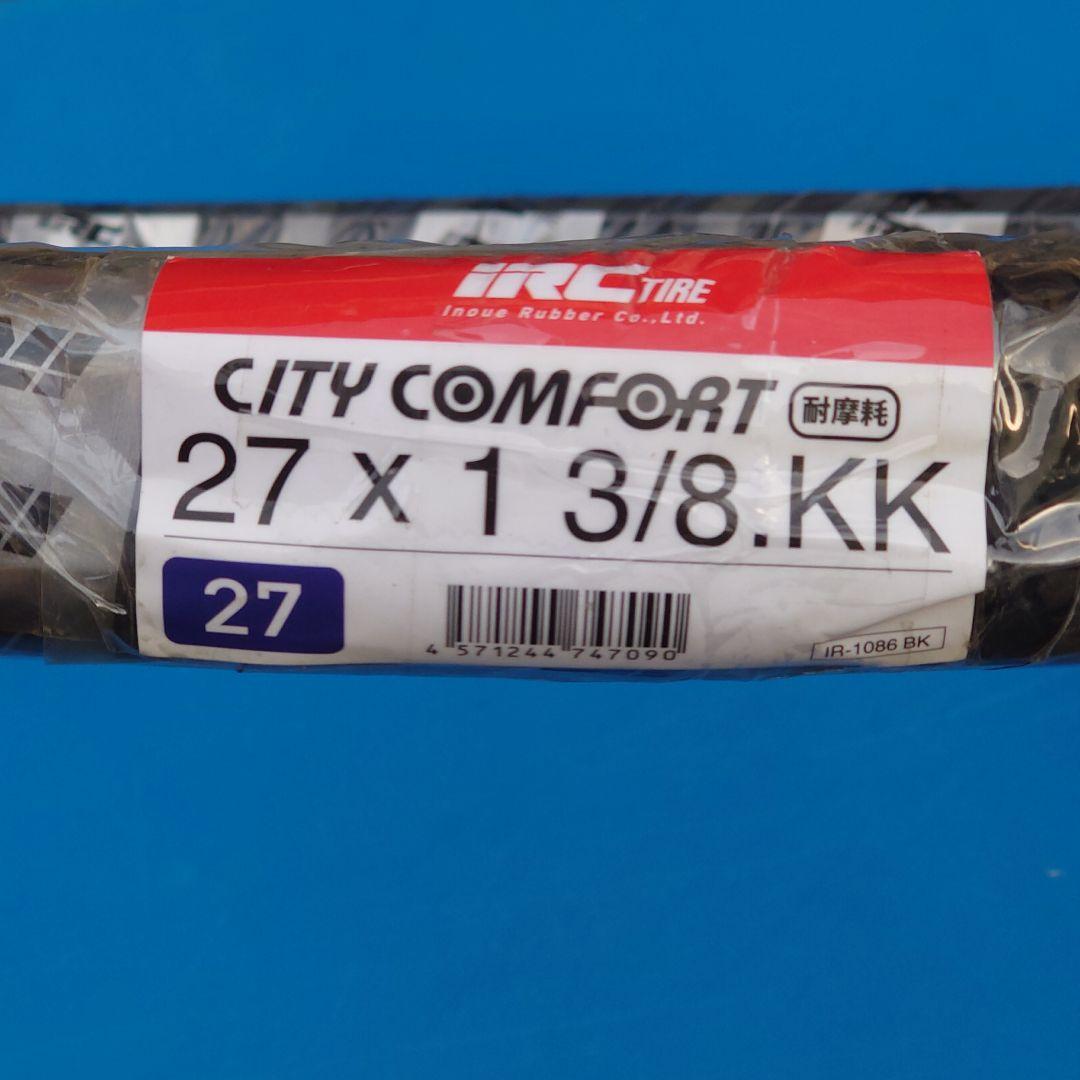 iRC TIRE
Inoue Rubber Co.,Ltd.
CITY COMFORT 耐摩耗
27 x 1 3/8.KK
27
4 571244 747090
IR-1086 BK